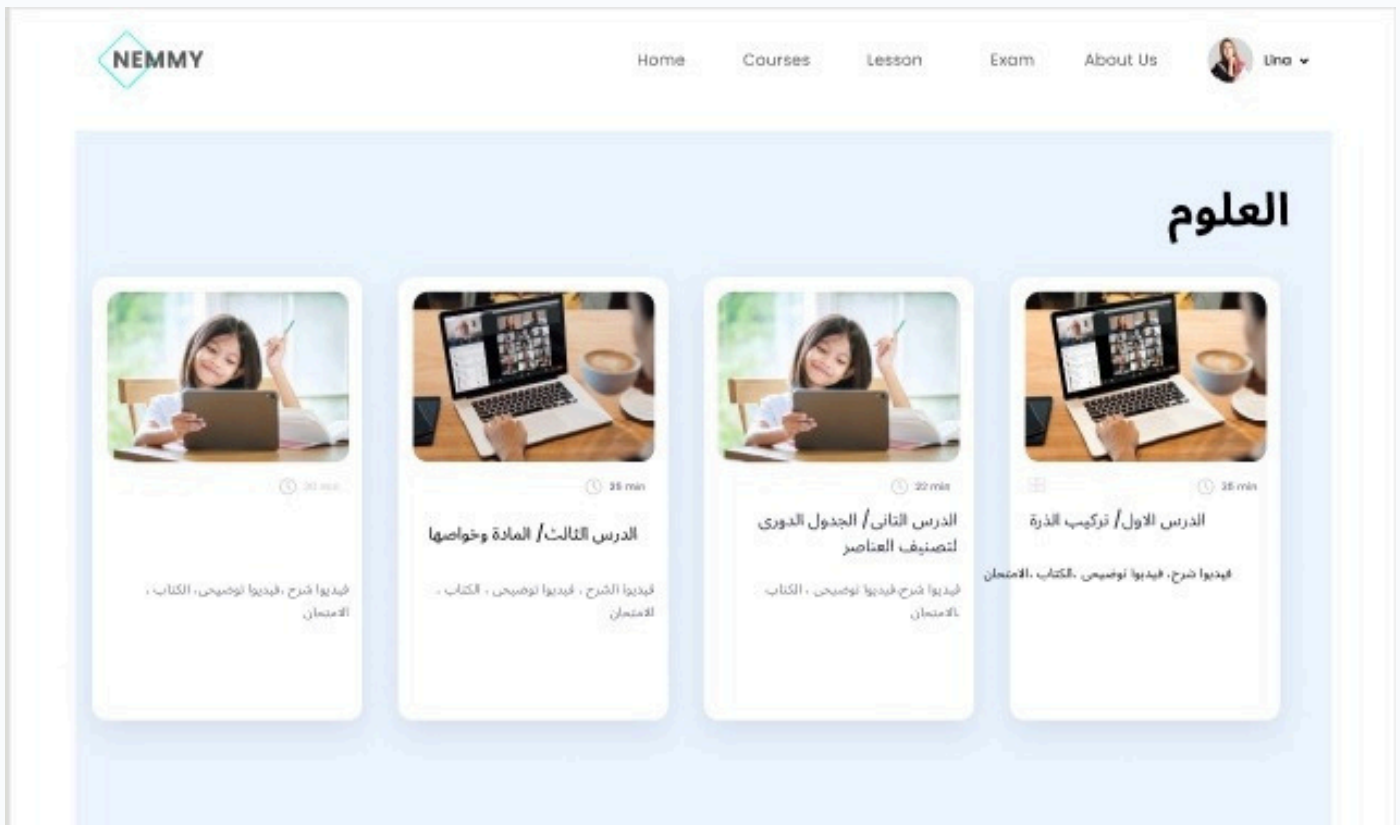 NEMMY
Home
Courses
Lesson
Exam
About Us
Lina
العلوم
35 min
الدرس الاول/ تركيب الذرة
فيديوا شرح، فيديوا توضيحى ،الكتاب ،الامتحان
22 min
الدرس الثانى/ الجدول الدورى
لتصنيف العناصر
فيديوا شرح،فيديوا توضيحى ، الكتاب
،الامتحان
35 min
الدرس الثالث/ المادة وخواصها
فيديوا الشرح ، فيديوا توضيحى ، الكتاب ،
الامتحان
30 min
فيديوا شرح ،فيديوا توضيحى، الكتاب ،
الامتحان